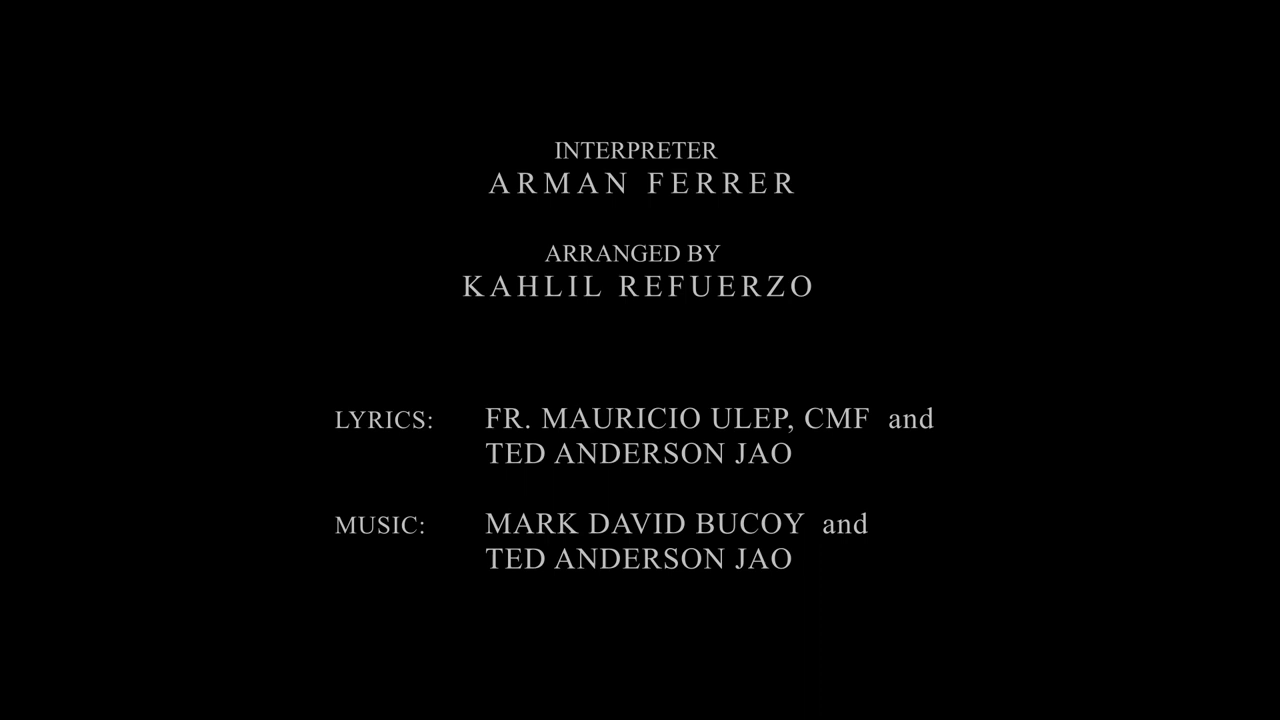 INTERPRETER
ARMAN FERRER
ARRANGED BY
KAHLIL REFUERZO
LYRICS: FR. MAURICIO ULEP, CMF and
TED ANDERSON JAO
MUSIC: MARK DAVID BUCOY and
TED ANDERSON JAO